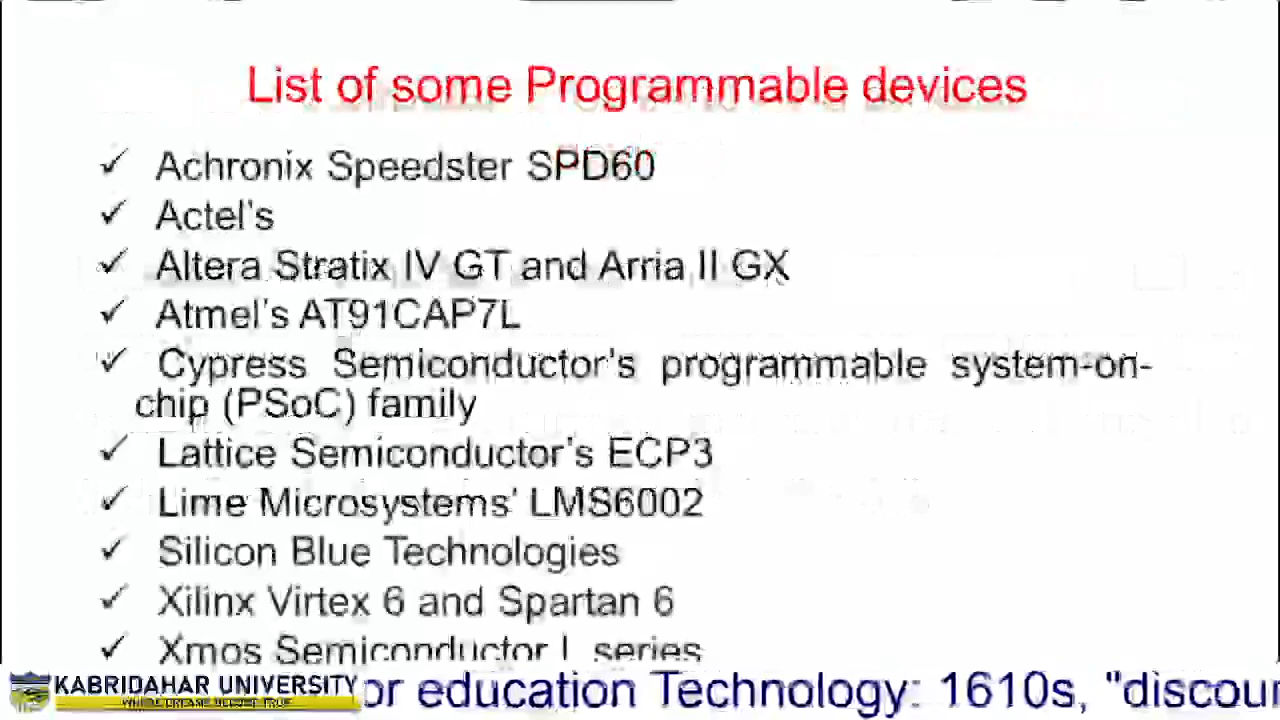 List of some Programmable devices
✓ Achronix Speedster SPD60
✓ Actel's
✓ Altera Stratix IV GT and Arria II GX
✓ Atmel's AT91CAP7L
✓ Cypress Semiconductor's programmable system-on-
chip (PSoC) family
✓ Lattice Semiconductor's ECP3
✓ Lime Microsystems' LMS6002
✓ Silicon Blue Technologies
✓ Xilinx Virtex 6 and Spartan 6
✓ Xmos Semiconductor L series
KABRIDAHAR UNIVERSITY
or education Technology: 1610s, "discour